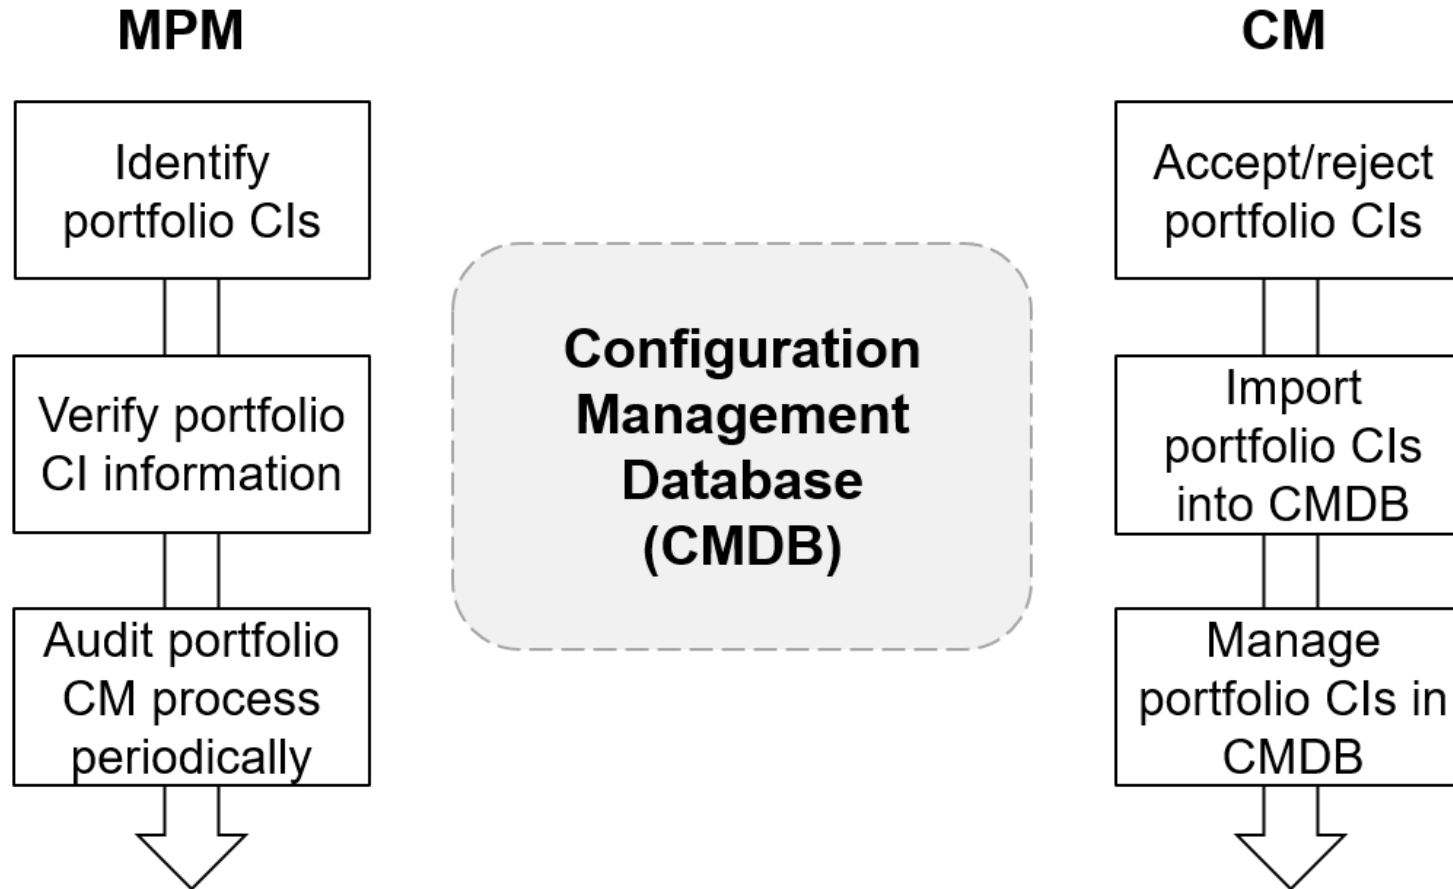 MPM
Identify
portfolio CIs
Verify portfolio
CI information
Audit portfolio
CM process
periodically
Configuration
Management
Database
(CMDB)
CM
Accept/reject
portfolio CIs
Import
portfolio CIs
into CMDB
Manage
portfolio CIs in
CMDB